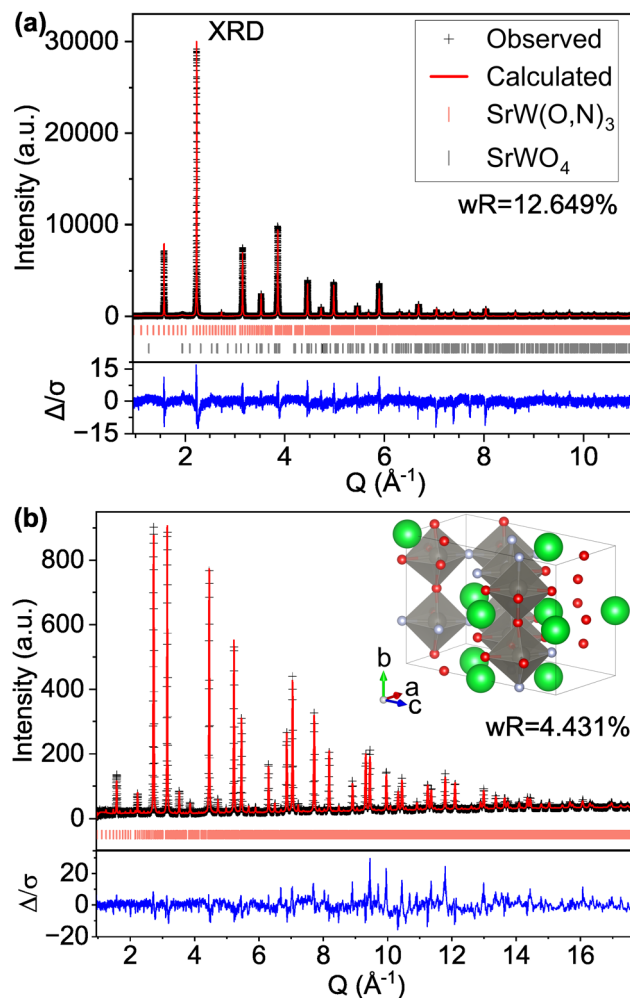 (a)
XRD
Observed
Calculated
SrW(O,N)₃
SrWO₄
wR=12.649%
Intensity (a.u.)
30000
20000
10000
0
Δ/σ
15
0
−15
2 4 6 8 10
Q (Å⁻¹)
(b)
b
a
c
wR=4.431%
Intensity (a.u.)
800
600
400
200
0
Δ/σ
20
0
−20
2 4 6 8 10 12 14 16
Q (Å⁻¹)